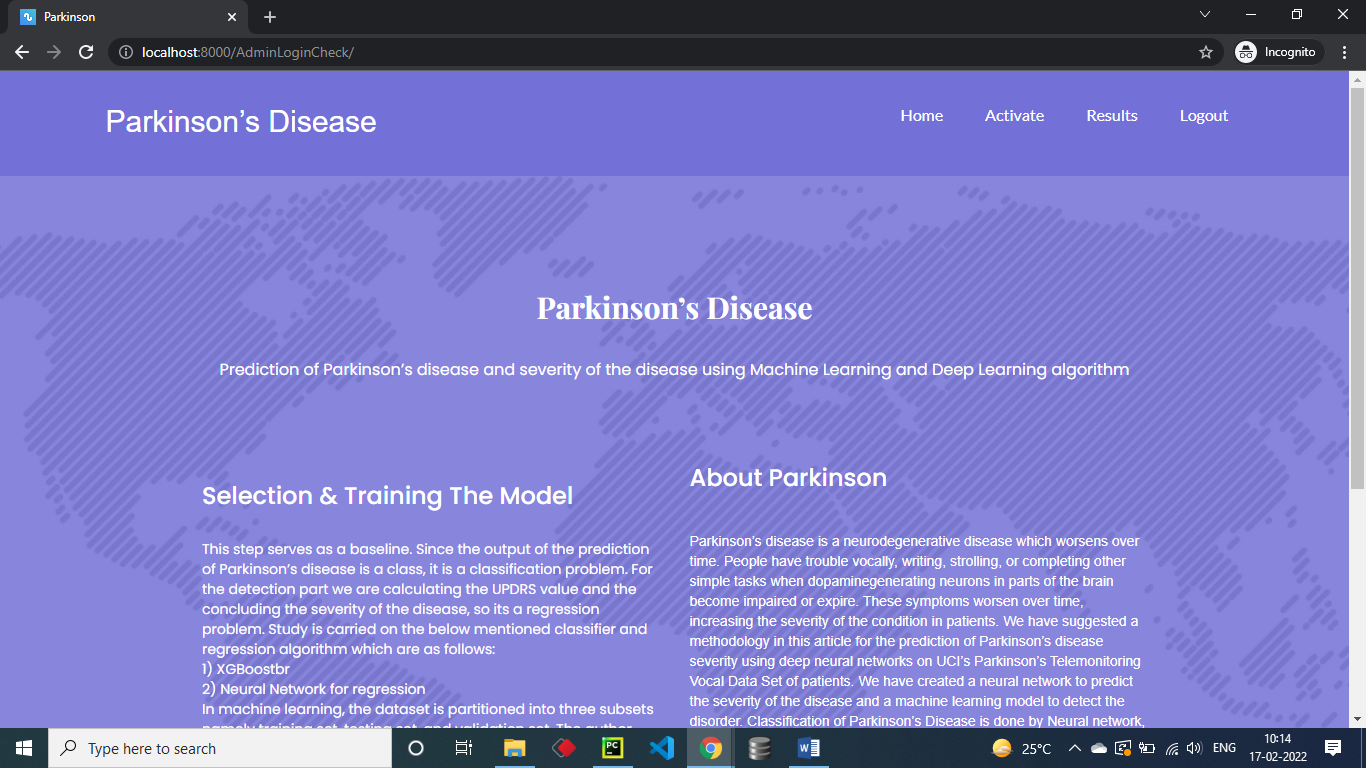 Parkinson
localhost:8000/AdminLoginCheck/
Incognito
Parkinson’s Disease
Home
Activate
Results
Logout
Parkinson’s Disease
Prediction of Parkinson’s disease and severity of the disease using Machine Learning and Deep Learning algorithm
Selection & Training The Model
This step serves as a baseline. Since the output of the prediction
of Parkinson’s disease is a class, it is a classification problem. For
the detection part we are calculating the UPDRS value and the
concluding the severity of the disease, so its a regression
problem. Study is carried on the below mentioned classifier and
regression algorithm which are as follows:
1) XGBoostbr
2) Neural Network for regression
In machine learning, the dataset is partitioned into three subsets
namely training set, testing set, and validation set. The author
About Parkinson
Parkinson’s disease is a neurodegenerative disease which worsens over
time. People have trouble vocally, writing, strolling, or completing other
simple tasks when dopaminegenerating neurons in parts of the brain
become impaired or expire. These symptoms worsen over time,
increasing the severity of the condition in patients. We have suggested a
methodology in this article for the prediction of Parkinson’s disease
severity using deep neural networks on UCI’s Parkinson’s Telemonitoring
Vocal Data Set of patients. We have created a neural network to predict
the severity of the disease and a machine learning model to detect the
disorder. Classification of Parkinson’s Disease is done by Neural network,
Type here to search
PC
25°C
ENG
10:14
17-02-2022